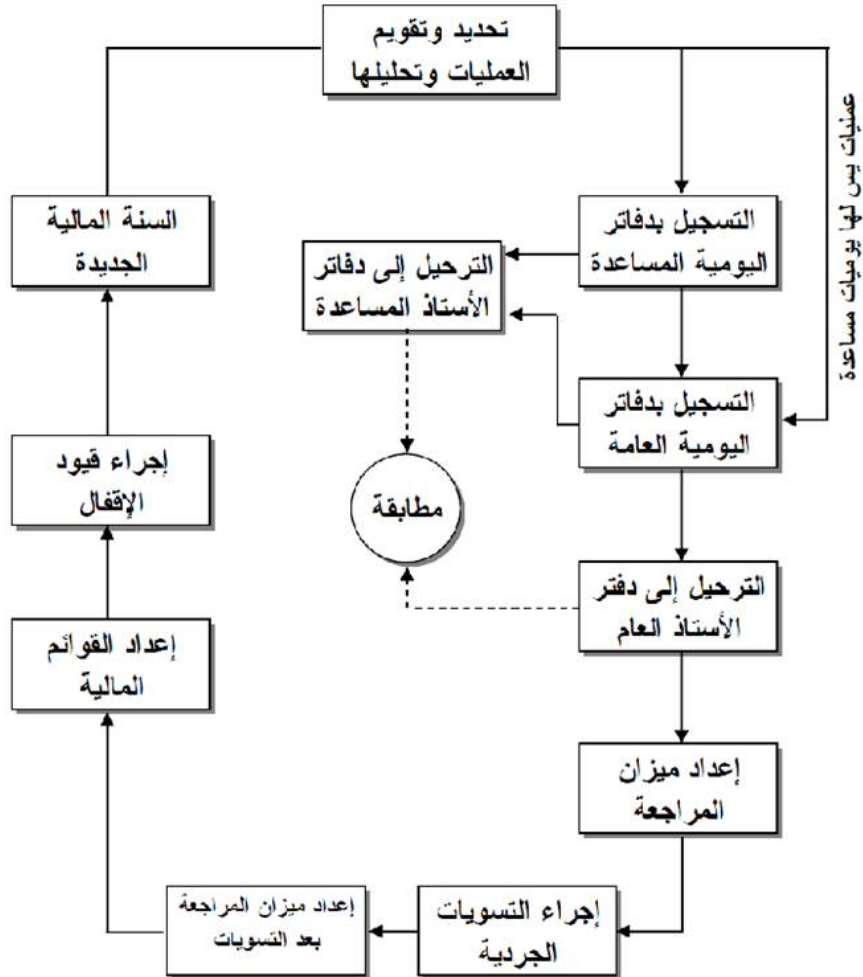 تحديد وتقويم
العمليات وتحليلها
عمليات يس لها يوميات مساعدة
التسجيل بدفاتر
اليومية المساعدة
الترحيل إلى دفاتر
الأستاذ المساعدة
التسجيل بدفاتر
اليومية العامة
مطابقة
الترحيل إلى دفتر
الأستاذ العام
إعداد ميزان
المراجعة
إجراء التسويات
الجردية
إعداد ميزان المراجعة
بعد التسويات
إعداد القوائم
المالية
إجراء قيود
الإقفال
السنة المالية
الجديدة